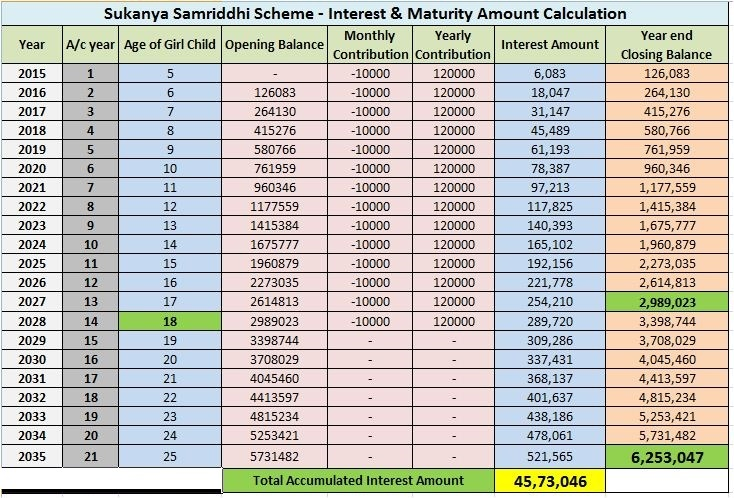 Sukanya Samriddhi Scheme - Interest & Maturity Amount Calculation
Year A/c year Age of Girl Child Opening Balance Monthly Contribution Yearly Contribution Interest Amount Year end Closing Balance
2015 1 5 - -10000 120000 6,083 126,083
2016 2 6 126083 -10000 120000 18,047 264,130
2017 3 7 264130 -10000 120000 31,147 415,276
2018 4 8 415276 -10000 120000 45,489 580,766
2019 5 9 580766 -10000 120000 61,193 761,959
2020 6 10 761959 -10000 120000 78,387 960,346
2021 7 11 960346 -10000 120000 97,213 1,177,559
2022 8 12 1177559 -10000 120000 117,825 1,415,384
2023 9 13 1415384 -10000 120000 140,393 1,675,777
2024 10 14 1675777 -10000 120000 165,102 1,960,879
2025 11 15 1960879 -10000 120000 192,156 2,273,035
2026 12 16 2273035 -10000 120000 221,778 2,614,813
2027 13 17 2614813 -10000 120000 254,210 2,989,023
2028 14 18 2989023 -10000 120000 289,720 3,398,744
2029 15 19 3398744 - - 309,286 3,708,029
2030 16 20 3708029 - - 337,431 4,045,460
2031 17 21 4045460 - - 368,137 4,413,597
2032 18 22 4413597 - - 401,637 4,815,234
2033 19 23 4815234 - - 438,186 5,253,421
2034 20 24 5253421 - - 478,061 5,731,482
2035 21 25 5731482 - - 521,565 6,253,047
Total Accumulated Interest Amount 45,73,046